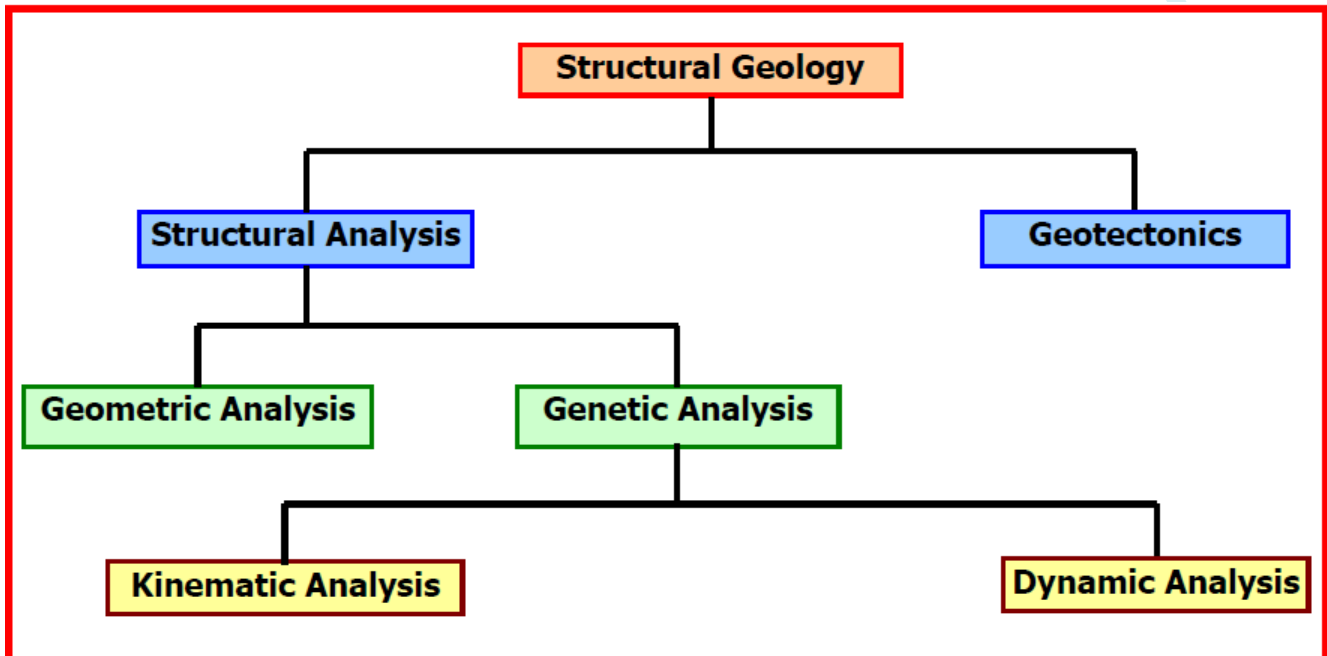 Structural Geology
Structural Analysis
Geotectonics
Geometric Analysis
Genetic Analysis
Kinematic Analysis
Dynamic Analysis